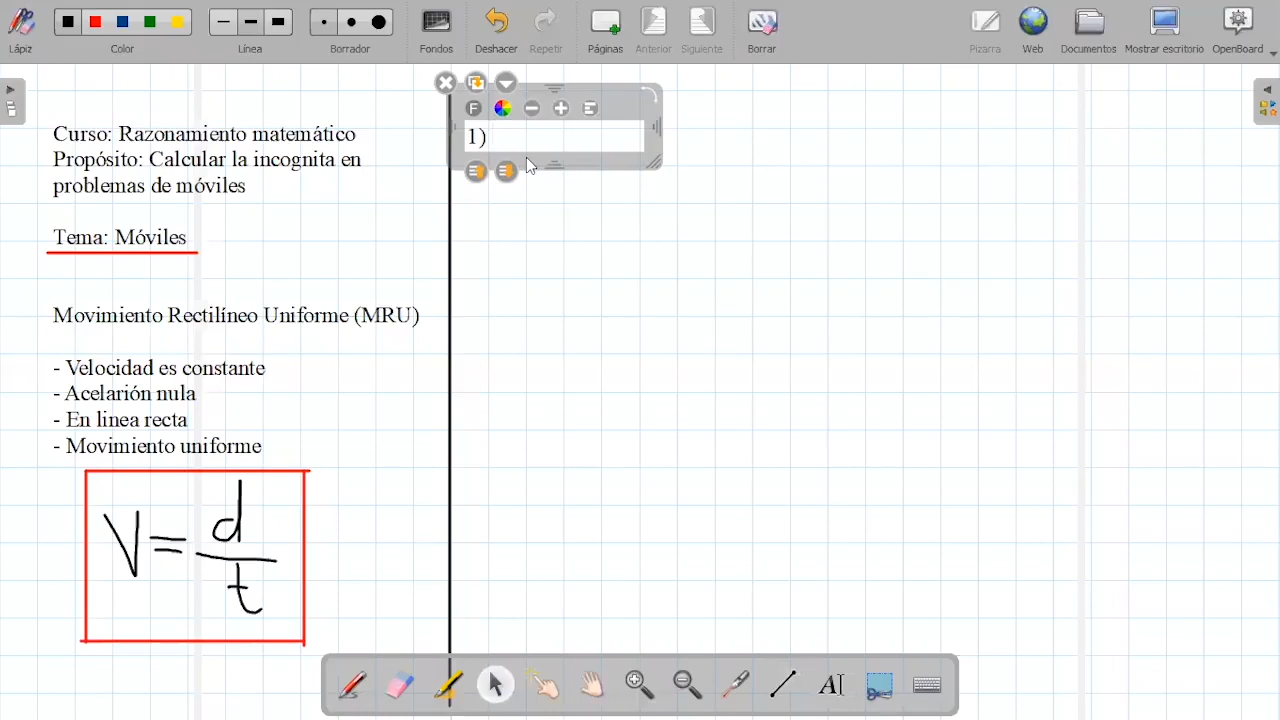 Lápiz
Color
Línea
Borrador
Fondos
Deshacer
Repetir
Páginas
Anterior
Siguiente
Borrar
Pizarra
Web
Documentos
Mostrar escritorio
OpenBoard
F
1)
Curso: Razonamiento matemático
Propósito: Calcular la incognita en
problemas de móviles
Tema: Móviles
Movimiento Rectilíneo Uniforme (MRU)
- Velocidad es constante
- Acelarión nula
- En linea recta
- Movimiento uniforme
V = d
t
AI